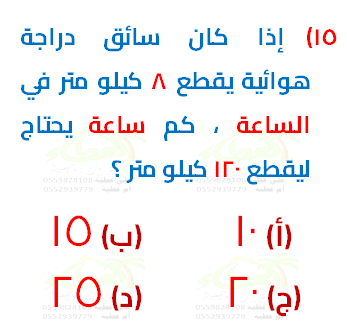 ١٥) إذا كان سائق دراجة
هوائية يقطع ٨ كيلو متر في
الساعة ، كم ساعة يحتاج
ليقطع ١٢٠ كيلو متر ؟
(أ) ١٠ (ب) ١٥
(ج) ٢٠ (د) ٢٥